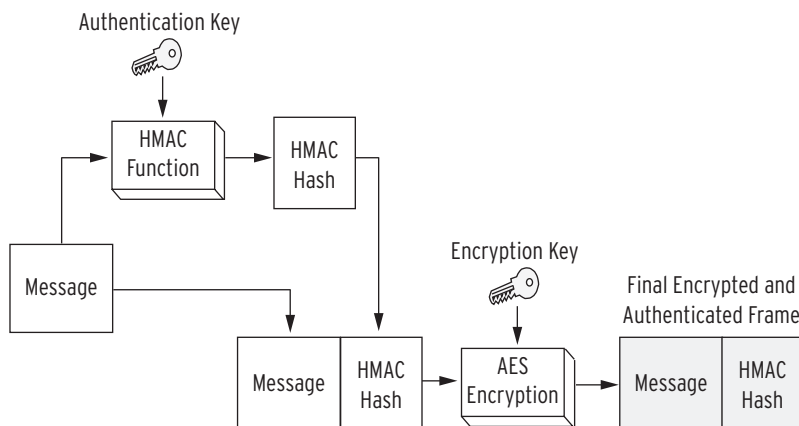 Authentication Key
HMAC
Function
HMAC
Hash
Message
Encryption Key
Final Encrypted and
Authenticated Frame
Message
HMAC
Hash
AES
Encryption
Message
HMAC
Hash